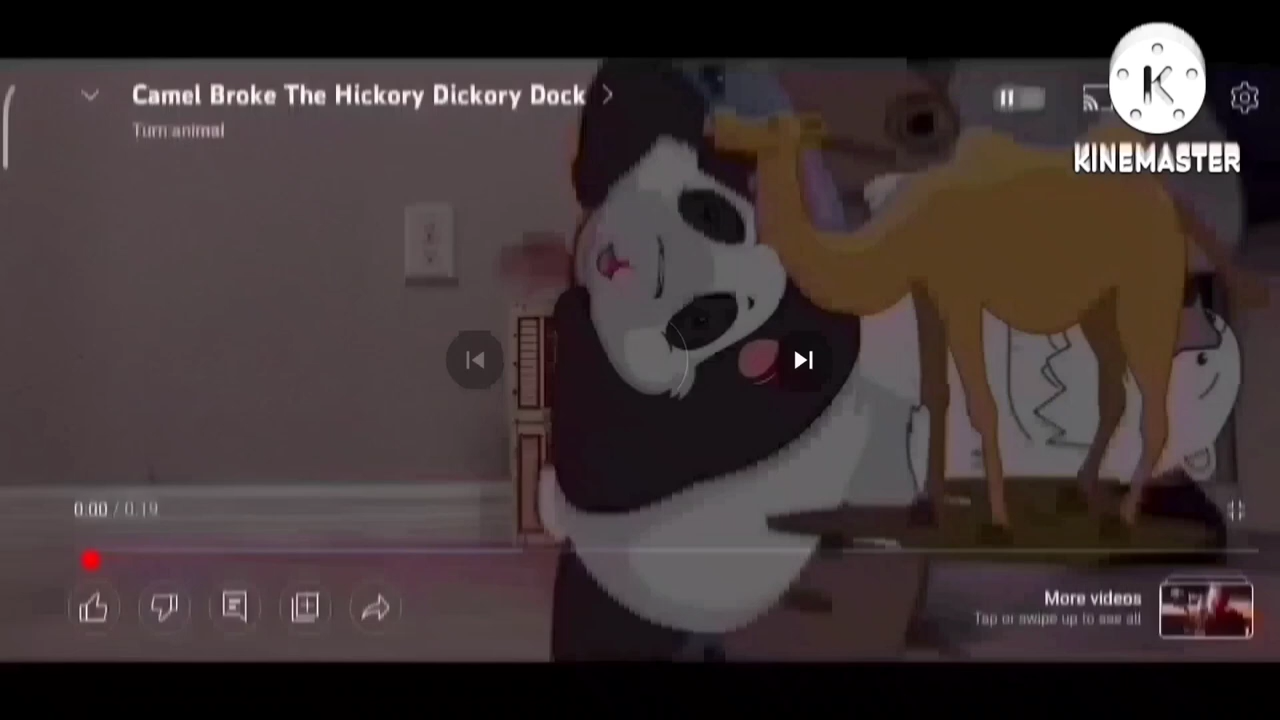 Camel Broke The Hickory Dickory Dock
Turn animal
KINEMASTER
0:00 / 0:19
More videos
Tap or swipe up to see all